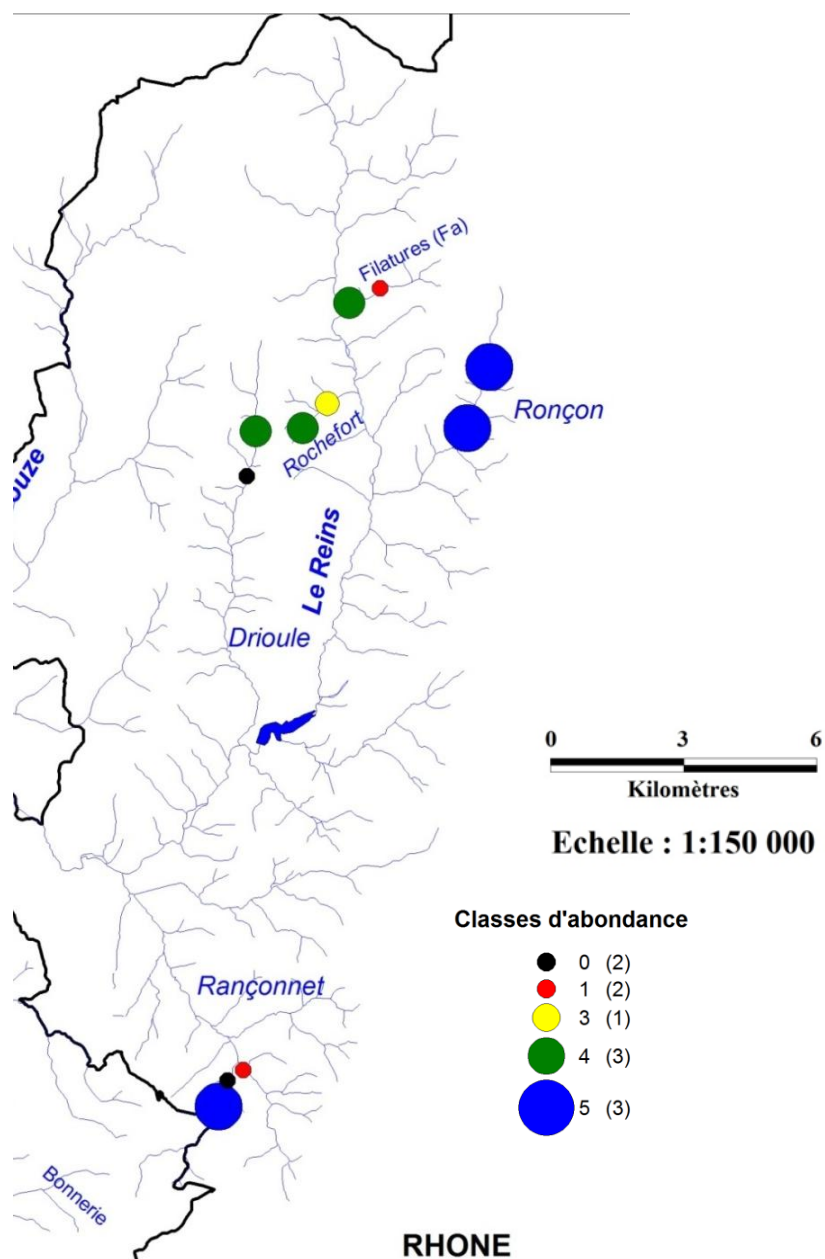 Filatures (Fa)
Ronçon
Rochefort
ouze
Le Reins
Drioule
0 3 6
Kilomètres
Echelle : 1:150 000
Classes d'abondance
0 (2)
1 (2)
3 (1)
4 (3)
5 (3)
Rançonnet
Bonnerie
RHONE